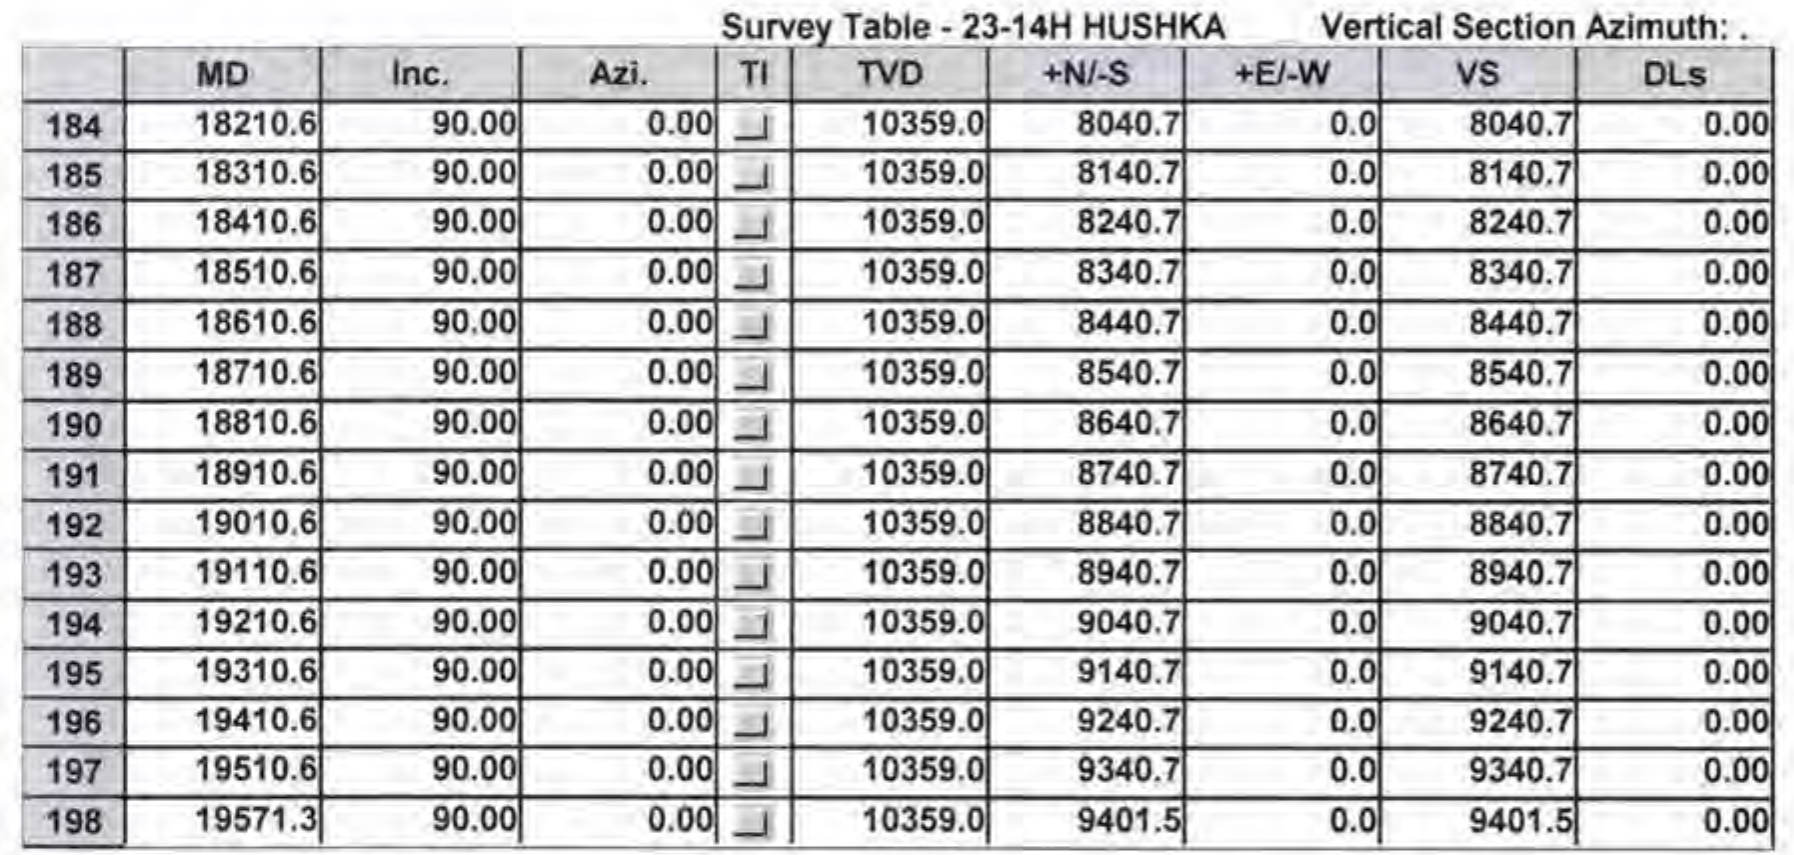 Survey Table - 23-14H HUSHKA Vertical Section Azimuth: .
MD Inc. Azi. TI TVD +N/-S +E/-W VS DLs
184 18210.6 90.00 0.00 10359.0 8040.7 0.0 8040.7 0.00
185 18310.6 90.00 0.00 10359.0 8140.7 0.0 8140.7 0.00
186 18410.6 90.00 0.00 10359.0 8240.7 0.0 8240.7 0.00
187 18510.6 90.00 0.00 10359.0 8340.7 0.0 8340.7 0.00
188 18610.6 90.00 0.00 10359.0 8440.7 0.0 8440.7 0.00
189 18710.6 90.00 0.00 10359.0 8540.7 0.0 8540.7 0.00
190 18810.6 90.00 0.00 10359.0 8640.7 0.0 8640.7 0.00
191 18910.6 90.00 0.00 10359.0 8740.7 0.0 8740.7 0.00
192 19010.6 90.00 0.00 10359.0 8840.7 0.0 8840.7 0.00
193 19110.6 90.00 0.00 10359.0 8940.7 0.0 8940.7 0.00
194 19210.6 90.00 0.00 10359.0 9040.7 0.0 9040.7 0.00
195 19310.6 90.00 0.00 10359.0 9140.7 0.0 9140.7 0.00
196 19410.6 90.00 0.00 10359.0 9240.7 0.0 9240.7 0.00
197 19510.6 90.00 0.00 10359.0 9340.7 0.0 9340.7 0.00
198 19571.3 90.00 0.00 10359.0 9401.5 0.0 9401.5 0.00